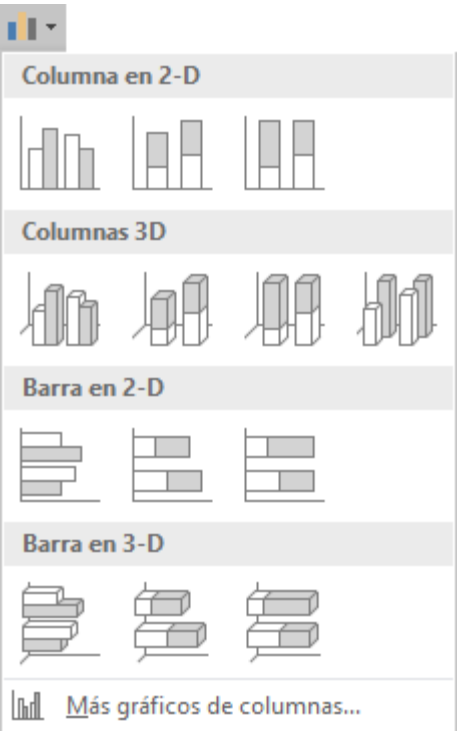 Columna en 2-D
Columnas 3D
Barra en 2-D
Barra en 3-D
Más gráficos de columnas...